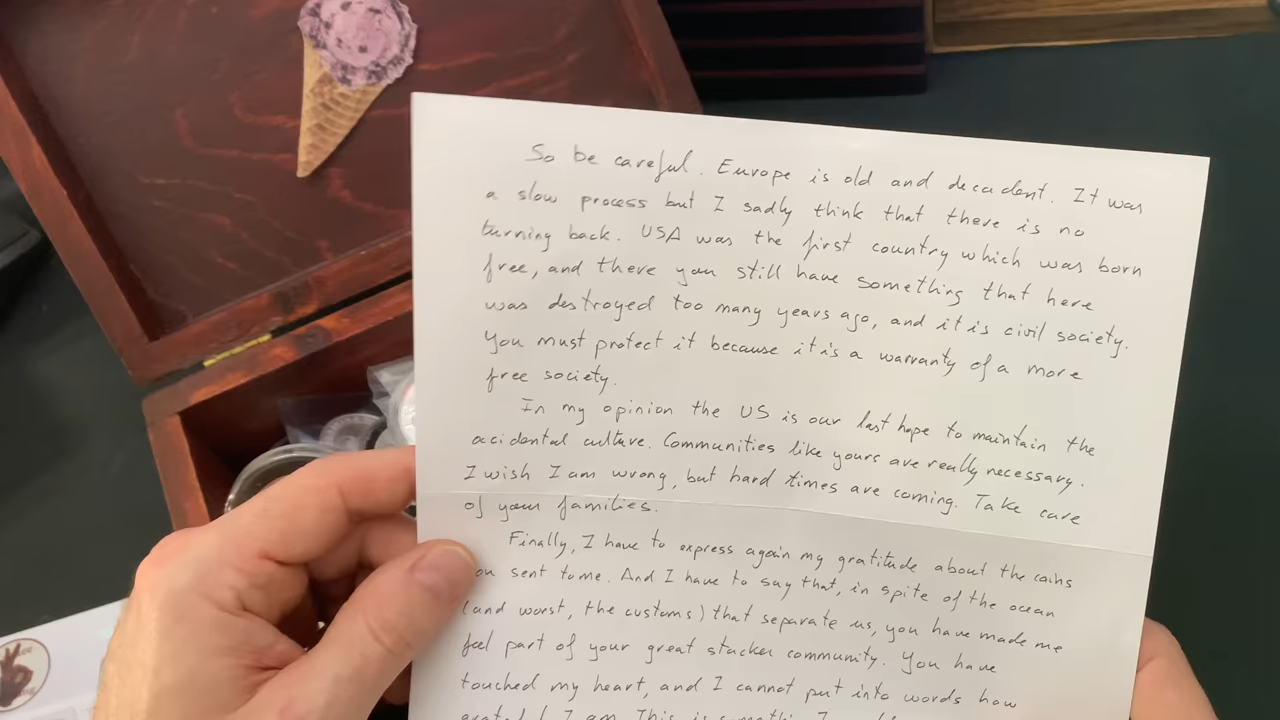 So be careful. Europe is old and decadent. It was
a slow process but I sadly think that there is no
turning back. USA was the first country which was born
free, and there you still have something that here
was destroyed too many years ago, and it is civil society.
You must protect it because it is a warranty of a more
free society.
In my opinion the US is our last hope to maintain the
accidental culture. Communities like yours are really necessary.
I wish I am wrong, but hard times are coming. Take care
of your families.
Finally, I have to express again my gratitude about the coins
you sent to me. And I have to say that, in spite of the ocean
(and worst, the customs) that separate us, you have made me
feel part of your great stacker community. You have
touched my heart, and I cannot put into words how
I am. This is